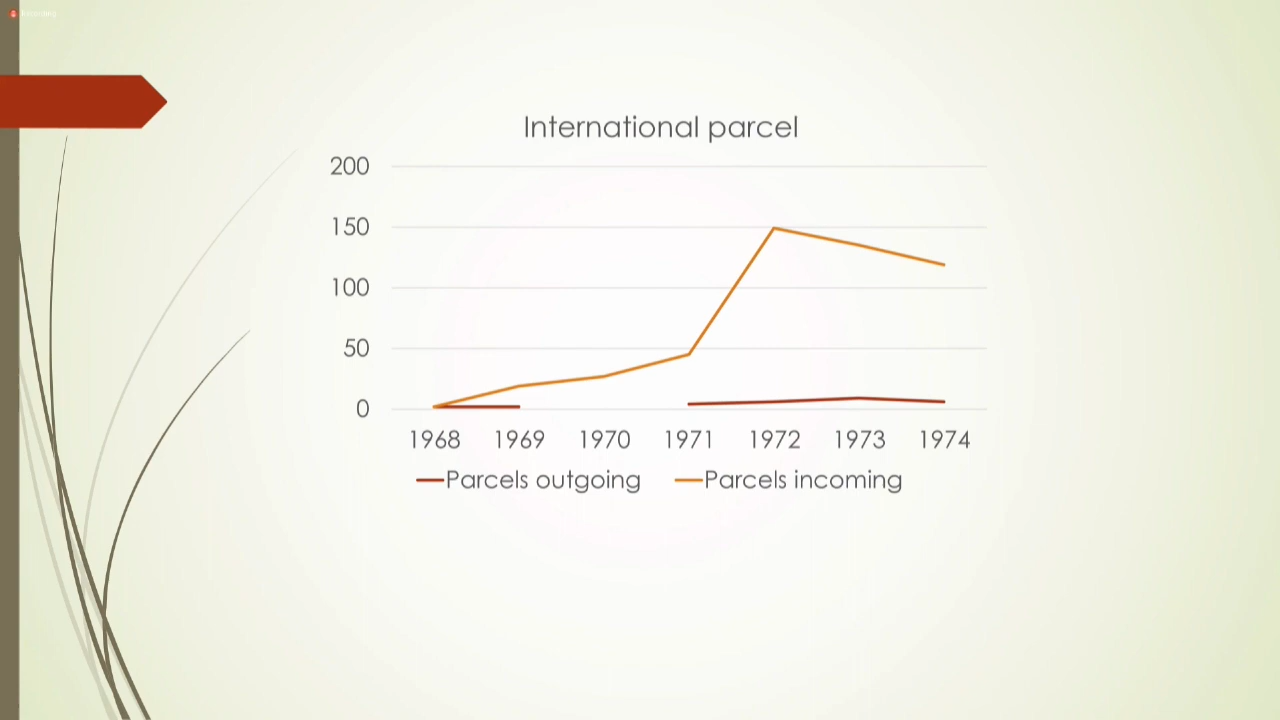 International parcel
200
150
100
50
0
1968 1969 1970 1971 1972 1973 1974
Parcels outgoing Parcels incoming